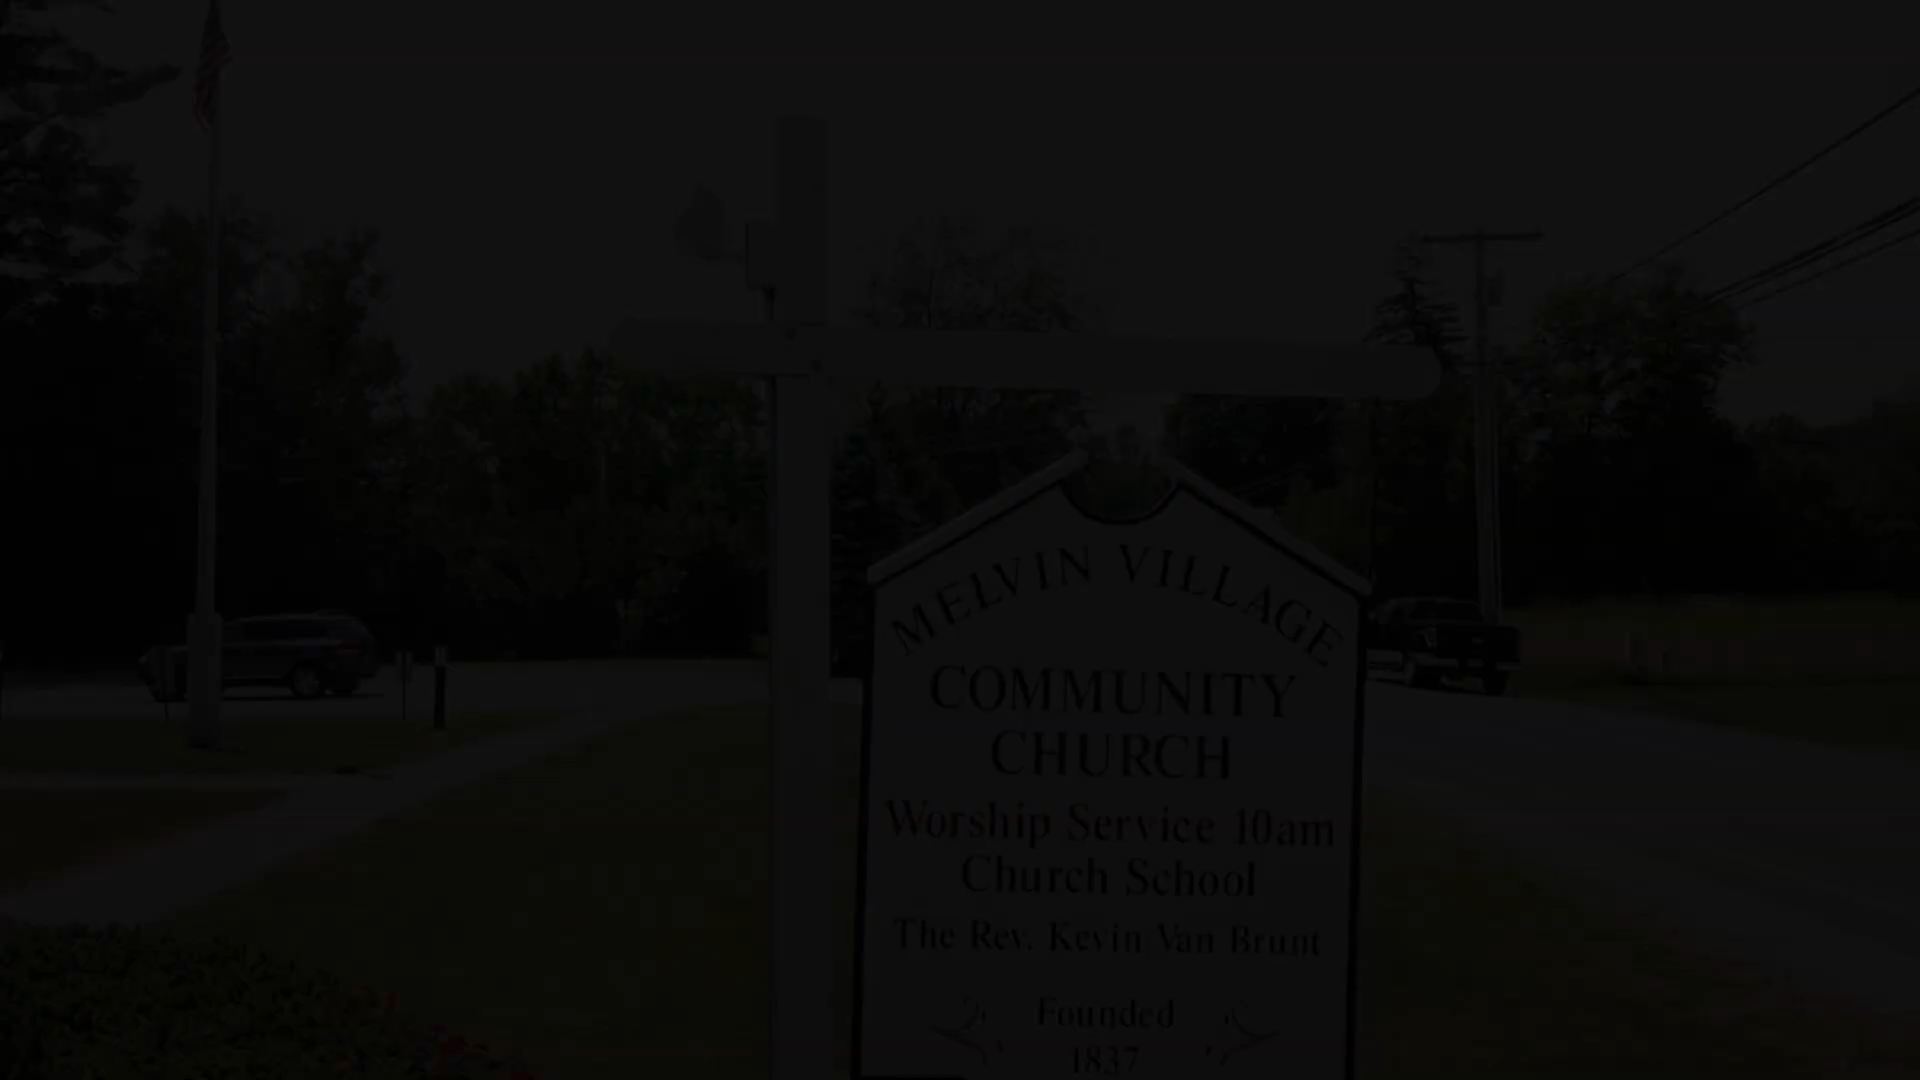 MELVIN VILLAGE
COMMUNITY
CHURCH
Worship Service 10am
Church School
The Rev. Kevin Van Brunt
Founded
1837